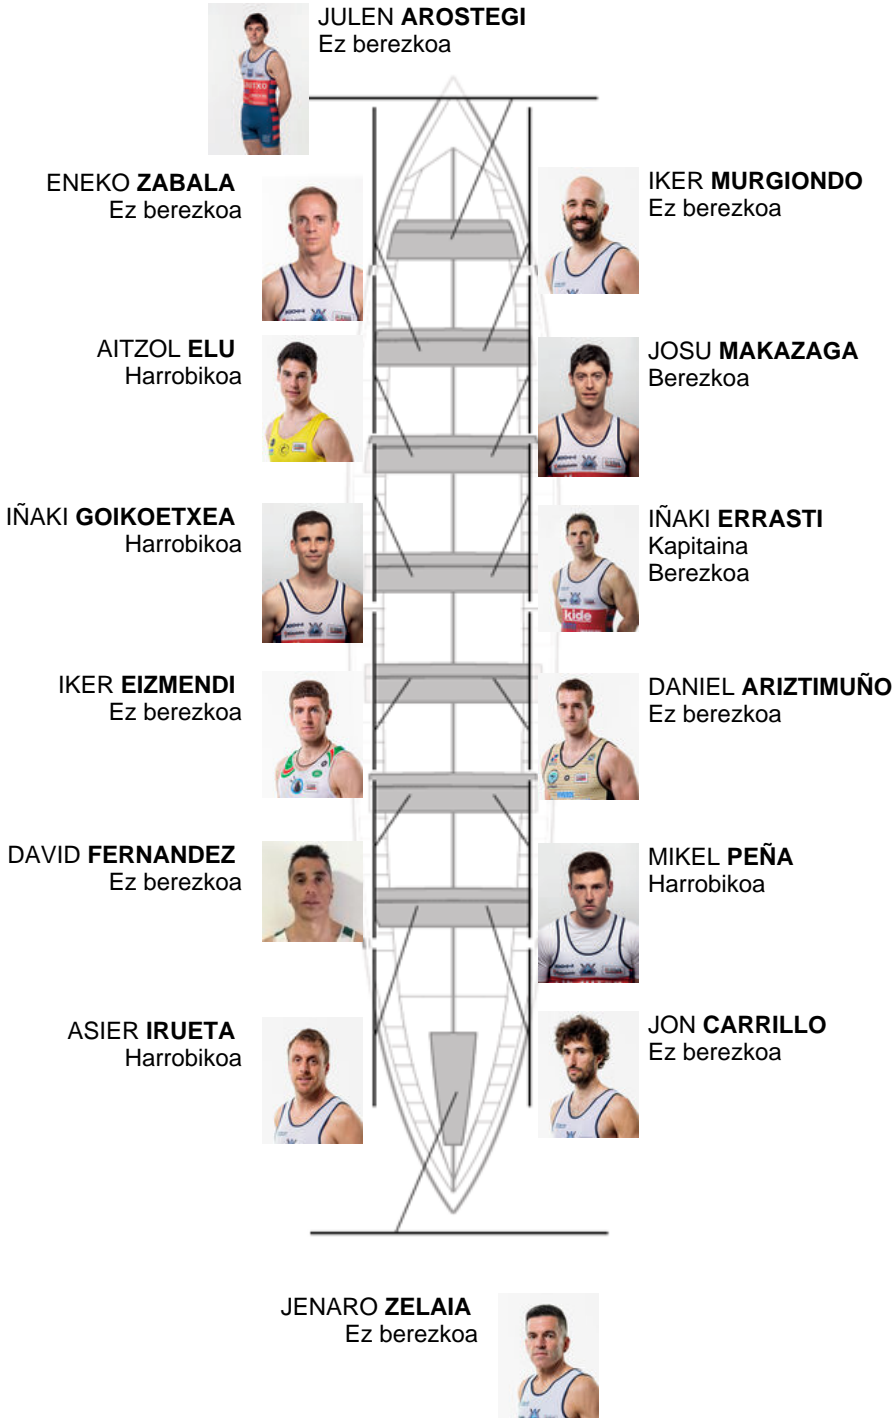 JULEN AROSTEGI
Ez berezkoa
ENEKO ZABALA
Ez berezkoa
IKER MURGIONDO
Ez berezkoa
AITZOL ELU
Harrobikoa
JOSU MAKAZAGA
Berezkoa
IÑAKI GOIKOETXEA
Harrobikoa
IÑAKI ERRASTI
Kapitaina
Berezkoa
kide
IKER EIZMENDI
Ez berezkoa
DANIEL ARIZTIMUÑO
Ez berezkoa
DAVID FERNANDEZ
Ez berezkoa
MIKEL PEÑA
Harrobikoa
ASIER IRUETA
Harrobikoa
JON CARRILLO
Ez berezkoa
JENARO ZELAIA
Ez berezkoa